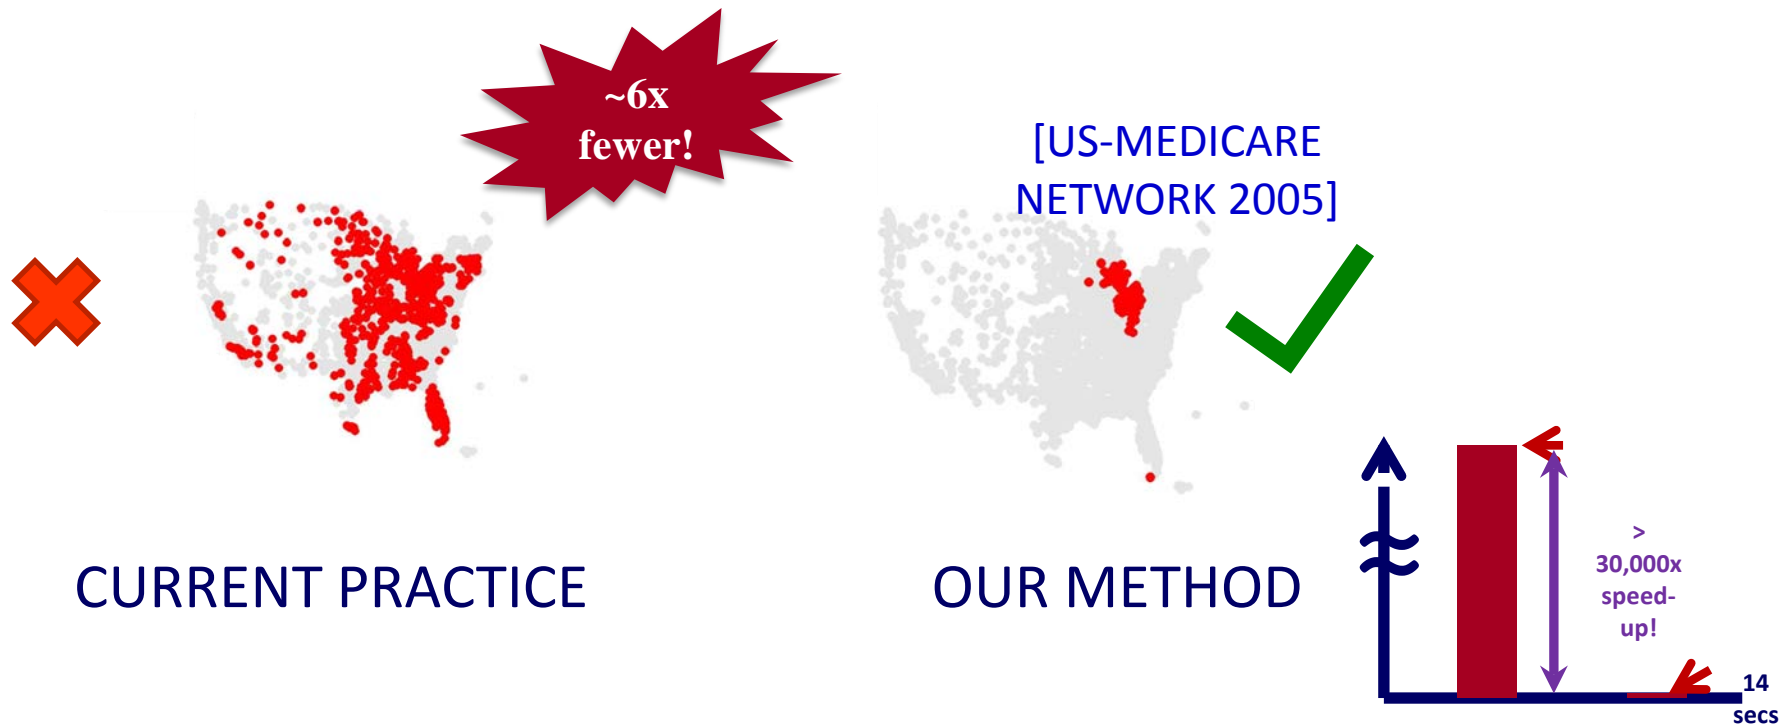 ~6x
fewer!
[US-MEDICARE
NETWORK 2005]
CURRENT PRACTICE
OUR METHOD
>
30,000x
speed-
up!
14
secs